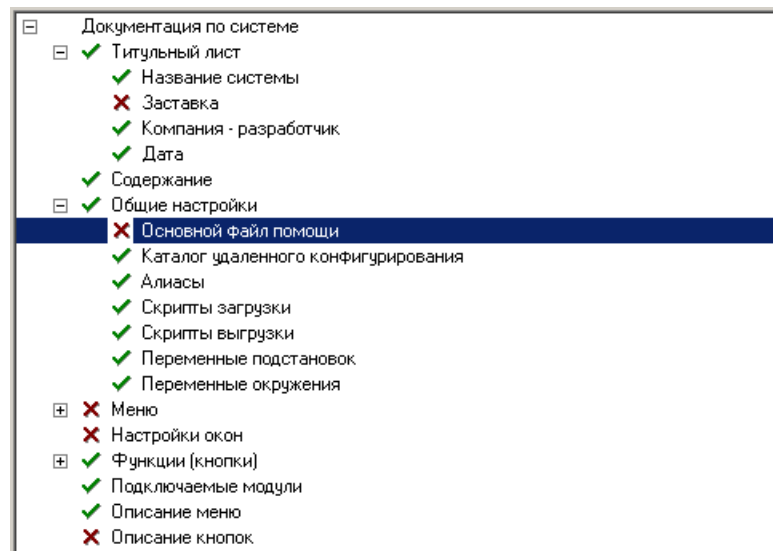 Документация по системе
Титульный лист
Название системы
Заставка
Компания - разработчик
Дата
Содержание
Общие настройки
Основной файл помощи
Каталог удаленного конфигурирования
Алиасы
Скрипты загрузки
Скрипты выгрузки
Переменные подстановок
Переменные окружения
Меню
Настройки окон
Функции (кнопки)
Подключаемые модули
Описание меню
Описание кнопок